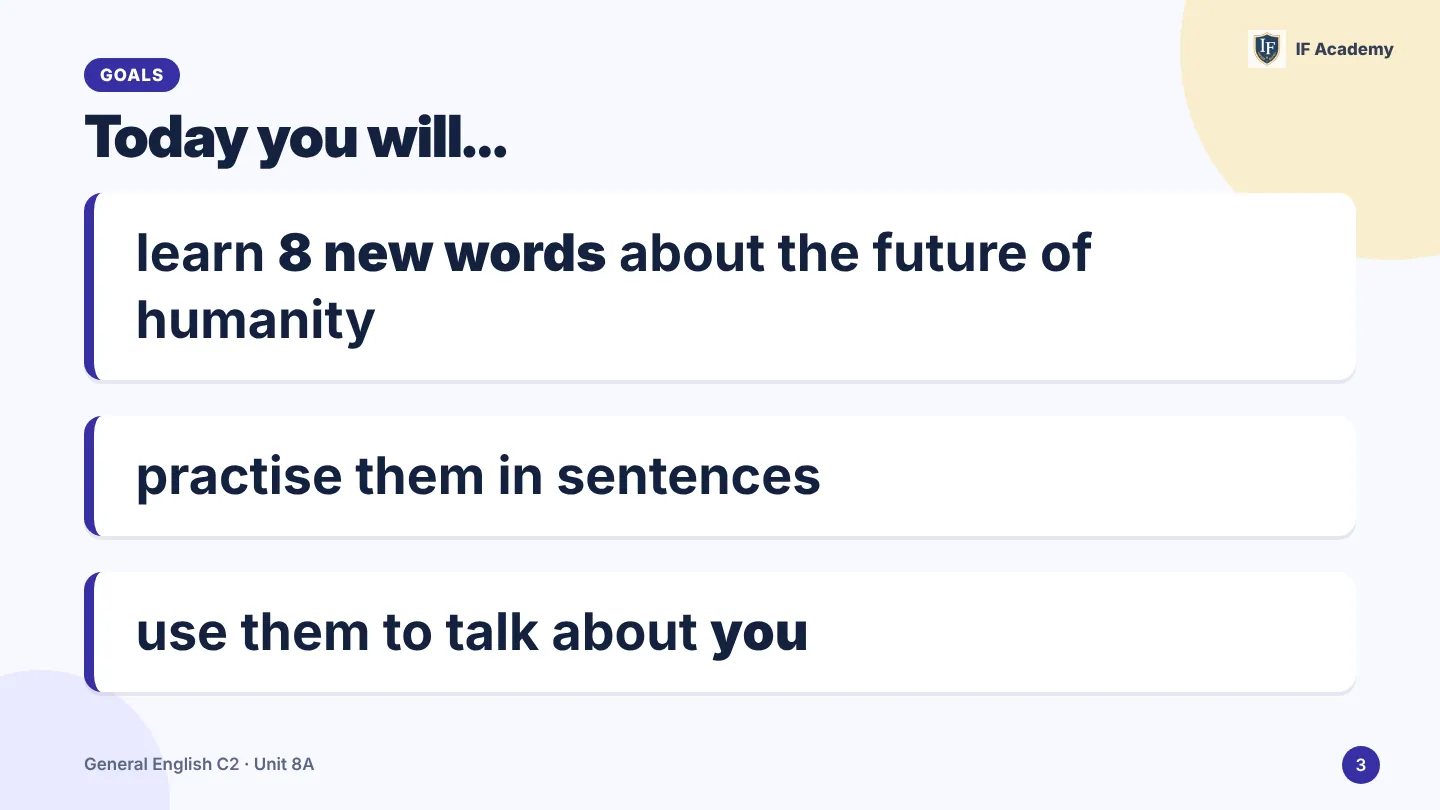 IF
IF Academy
GOALS
Today you will...
learn 8 new words about the future of
humanity
practise them in sentences
use them to talk about you
General English C2 · Unit 8A
3